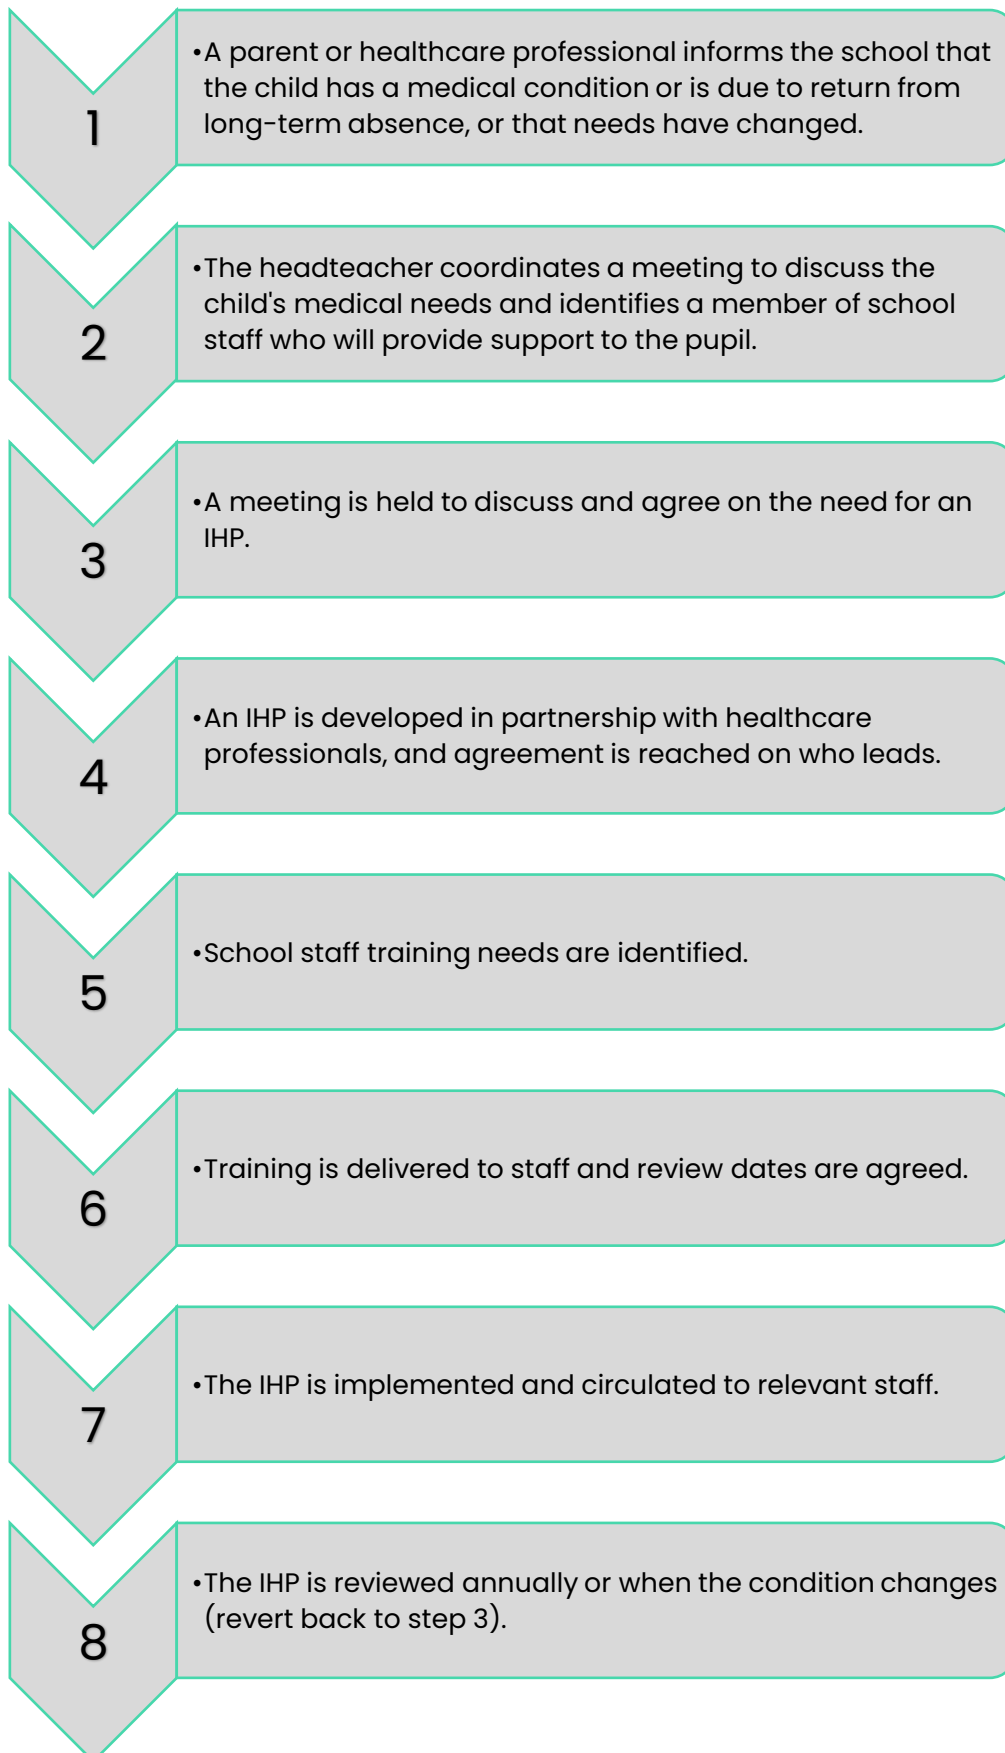 1
•A parent or healthcare professional informs the school that
the child has a medical condition or is due to return from
long-term absence, or that needs have changed.
2
•The headteacher coordinates a meeting to discuss the
child's medical needs and identifies a member of school
staff who will provide support to the pupil.
3
•A meeting is held to discuss and agree on the need for an
IHP.
4
•An IHP is developed in partnership with healthcare
professionals, and agreement is reached on who leads.
5
•School staff training needs are identified.
6
•Training is delivered to staff and review dates are agreed.
7
•The IHP is implemented and circulated to relevant staff.
8
•The IHP is reviewed annually or when the condition changes
(revert back to step 3).